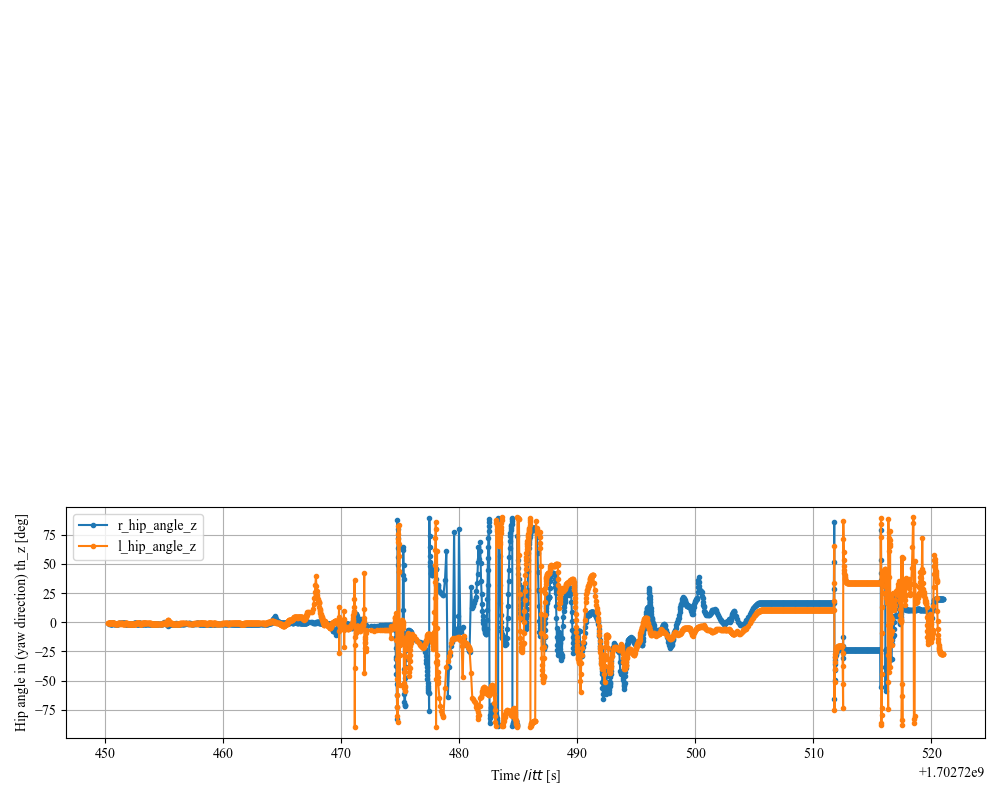 Hip angle in (yaw direction) th_z [deg]
r_hip_angle_z
l_hip_angle_z
75
50
25
0
−25
−50
−75
450 460 470 480 490 500 510 520
+1.70272e9
Time /itt [s]